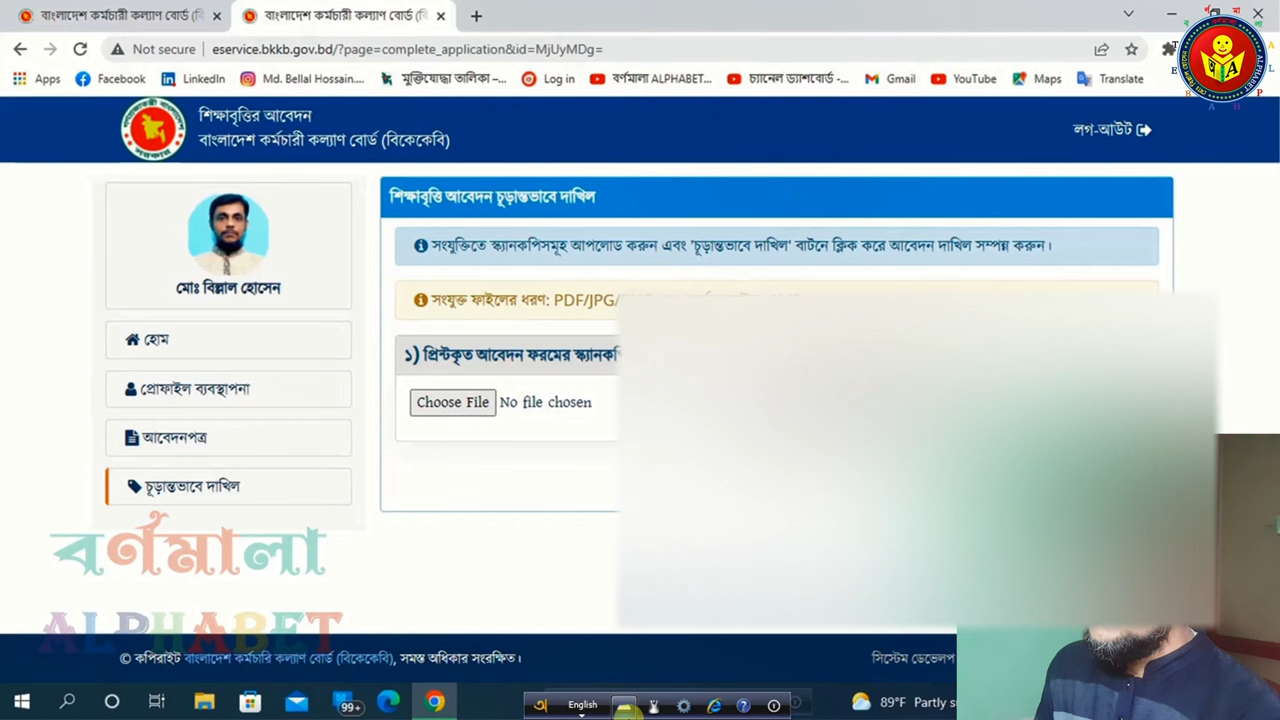 বাংলাদেশ কর্মচারী কল্যাণ বোর্ড (বি
বাংলাদেশ কর্মচারী কল্যাণ বোর্ড (বি
Not secure
eservice.bkkb.gov.bd/?page=complete_application&id=MjUyMDg=
Apps
Facebook
LinkedIn
Md. Bellal Hossain...
মুক্তিযোদ্ধা তালিকা –...
Log in
বর্ণমালা ALPHABET...
চ্যানেল ড্যাশবোর্ড -...
Gmail
YouTube
Maps
Translate
শিক্ষাবৃত্তির আবেদন
বাংলাদেশ কর্মচারী কল্যাণ বোর্ড (বিকেকেবি)
লগ-আউট
মোঃ বিল্লাল হোসেন
হোম
প্রোফাইল ব্যবস্থাপনা
আবেদনপত্র
চূড়ান্তভাবে দাখিল
শিক্ষাবৃত্তি আবেদন চূড়ান্তভাবে দাখিল
সংযুক্তিতে স্ক্যানকপিসমূহ আপলোড করুন এবং 'চূড়ান্তভাবে দাখিল' বাটনে ক্লিক করে আবেদন দাখিল সম্পন্ন করুন।
সংযুক্ত ফাইলের ধরণ: PDF/JPG/
১) প্রিন্টকৃত আবেদন ফরমের স্ক্যানকপি
Choose File No file chosen
বর্ণমালা
ALPHABET
© কপিরাইট বাংলাদেশ কর্মচারি কল্যাণ বোর্ড (বিকেকেবি), সমস্ত অধিকার সংরক্ষিত।
সিস্টেম ডেভেলপ
99+
English
89°F Partly s